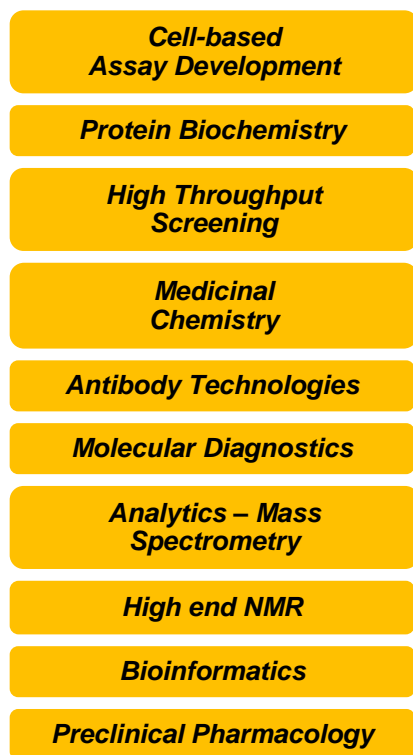 Cell-based
Assay Development
Protein Biochemistry
High Throughput
Screening
Medicinal
Chemistry
Antibody Technologies
Molecular Diagnostics
Analytics – Mass
Spectrometry
High end NMR
Bioinformatics
Preclinical Pharmacology